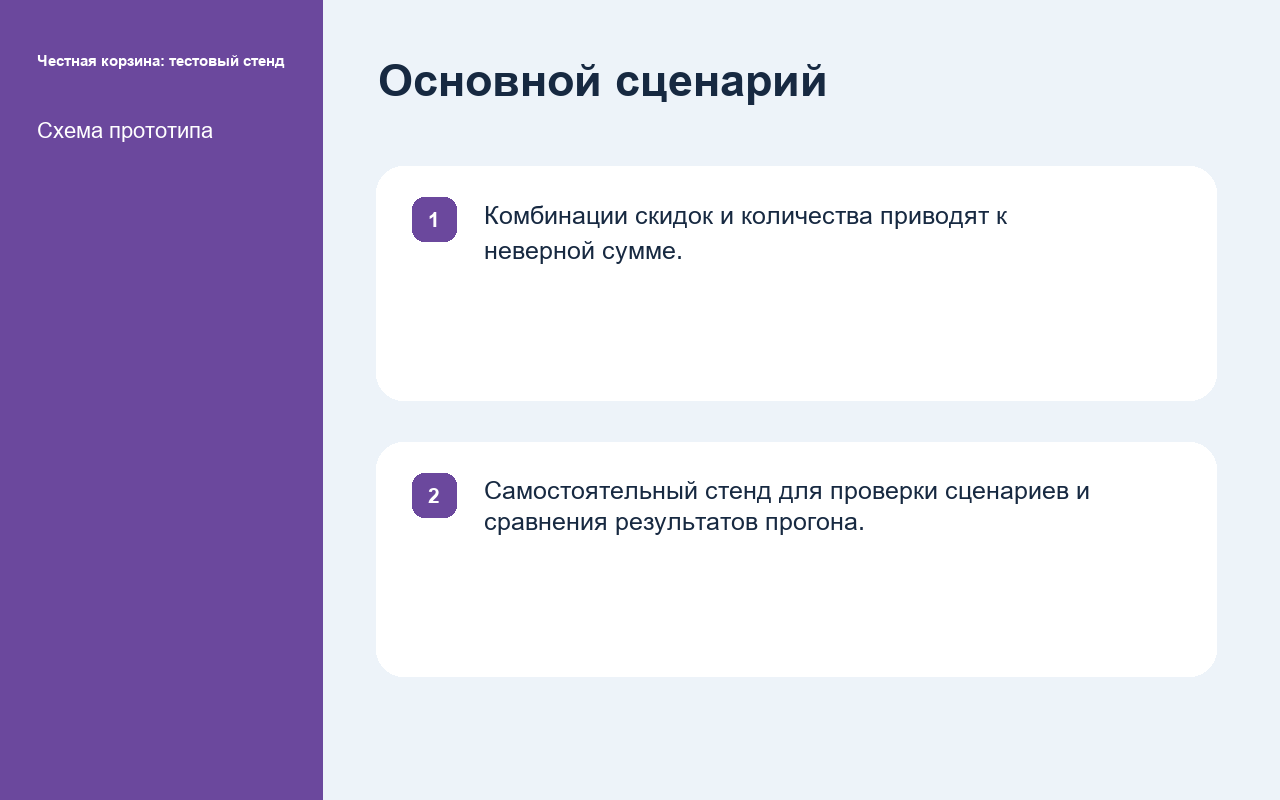 Честная корзина: тестовый стенд
Схема прототипа
Основной сценарий
1
Комбинации скидок и количества приводят к
неверной сумме.
2
Самостоятельный стенд для проверки сценариев и
сравнения результатов прогона.